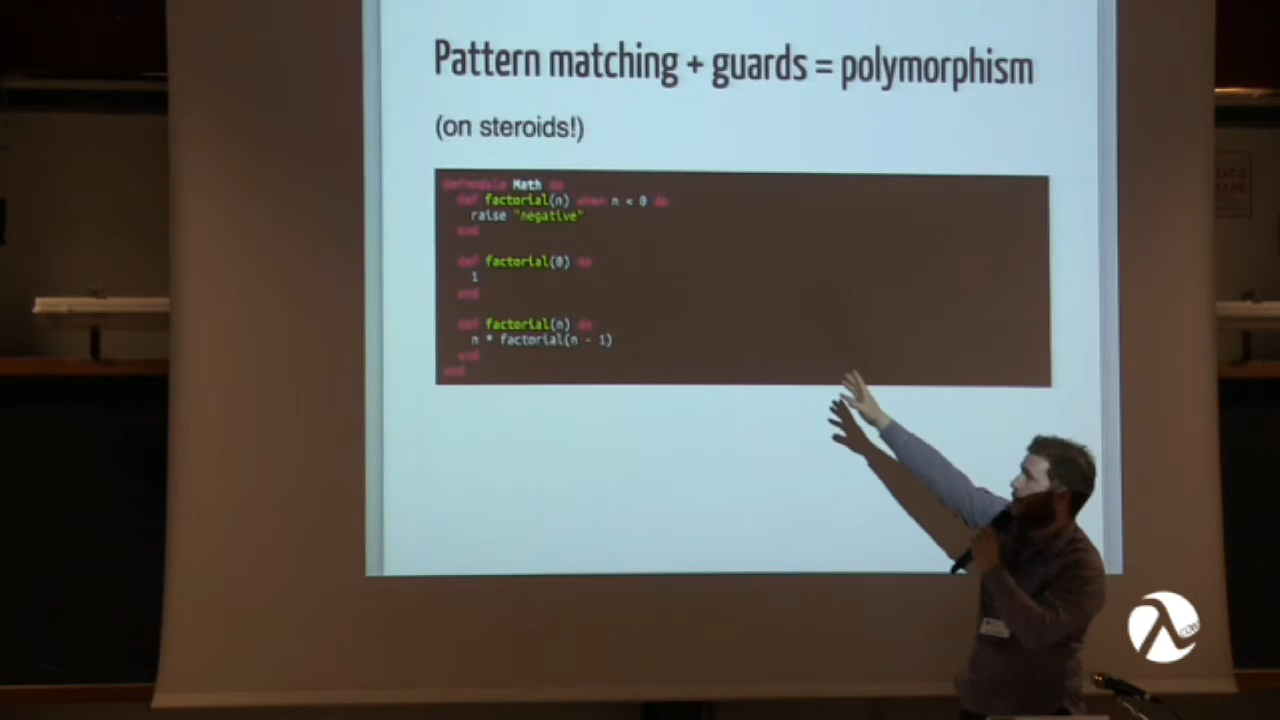 Pattern matching + guards = polymorphism
(on steroids!)
defmodule Math do
def factorial(n) when n < 0 do
raise "negative"
end
def factorial(0) do
1
end
def factorial(n) do
n * factorial(n - 1)
end
end
λ
CON